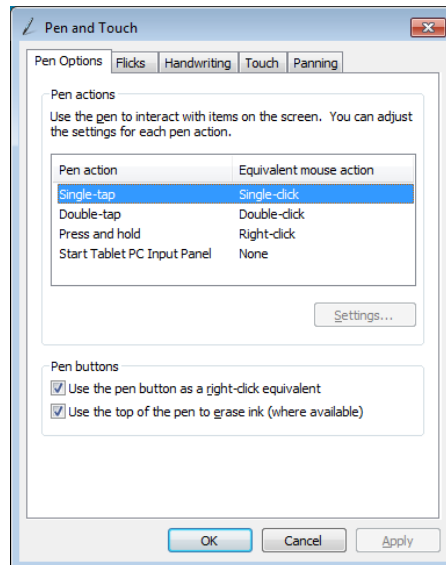 Pen and Touch
Pen Options Flicks Handwriting Touch Panning
Pen actions
Use the pen to interact with items on the screen. You can adjust
the settings for each pen action.
Pen action Equivalent mouse action
Single-tap Single-click
Double-tap Double-click
Press and hold Right-click
Start Tablet PC Input Panel None
Settings...
Pen buttons
Use the pen button as a right-click equivalent
Use the top of the pen to erase ink (where available)
OK Cancel Apply